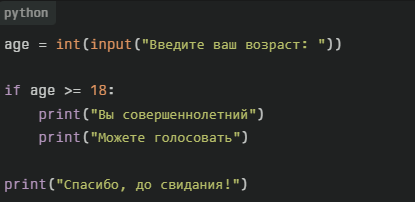 python
age = int(input("Введите ваш возраст: "))
if age >= 18:
    print("Вы совершеннолетний")
    print("Можете голосовать")
print("Спасибо, до свидания!")